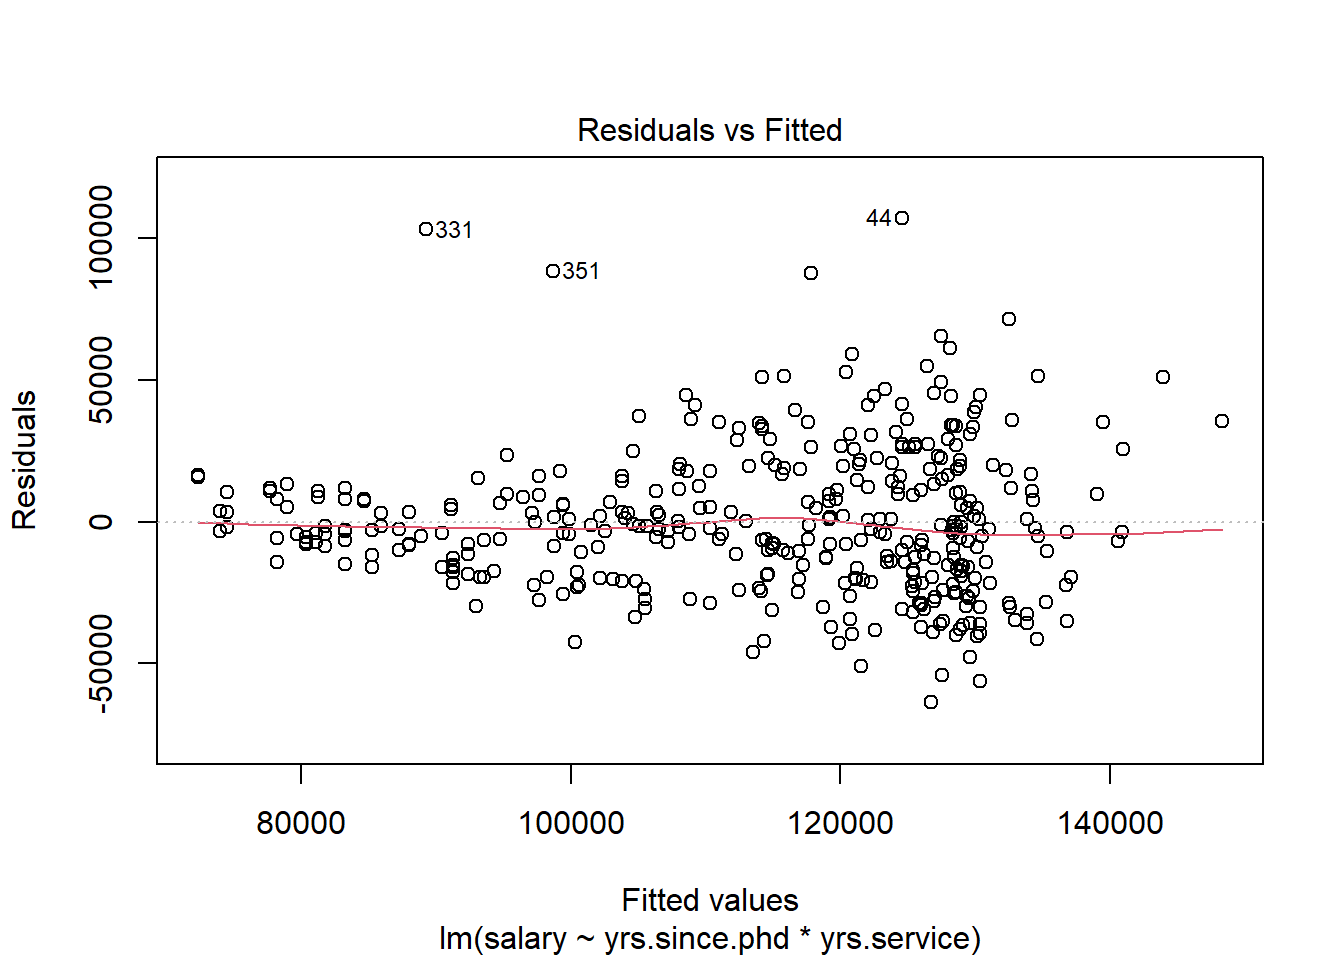 Residuals vs Fitted
Residuals
100000
50000
0
-50000
331
351
44
80000
100000
120000
140000
Fitted values
lm(salary ~ yrs.since.phd * yrs.service)